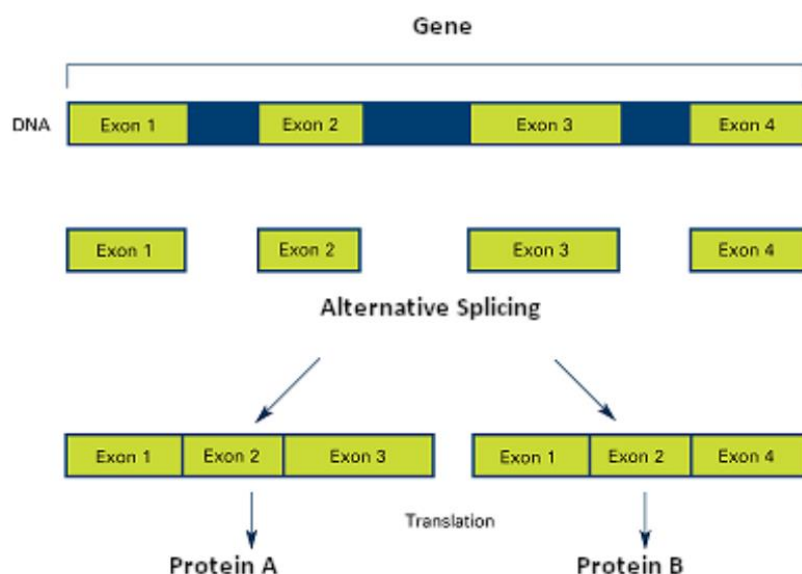 Gene
DNA Exon 1 Exon 2 Exon 3 Exon 4
Exon 1 Exon 2 Exon 3 Exon 4
Alternative Splicing
Exon 1 Exon 2 Exon 3 Exon 1 Exon 2 Exon 4
Translation
Protein A Protein B